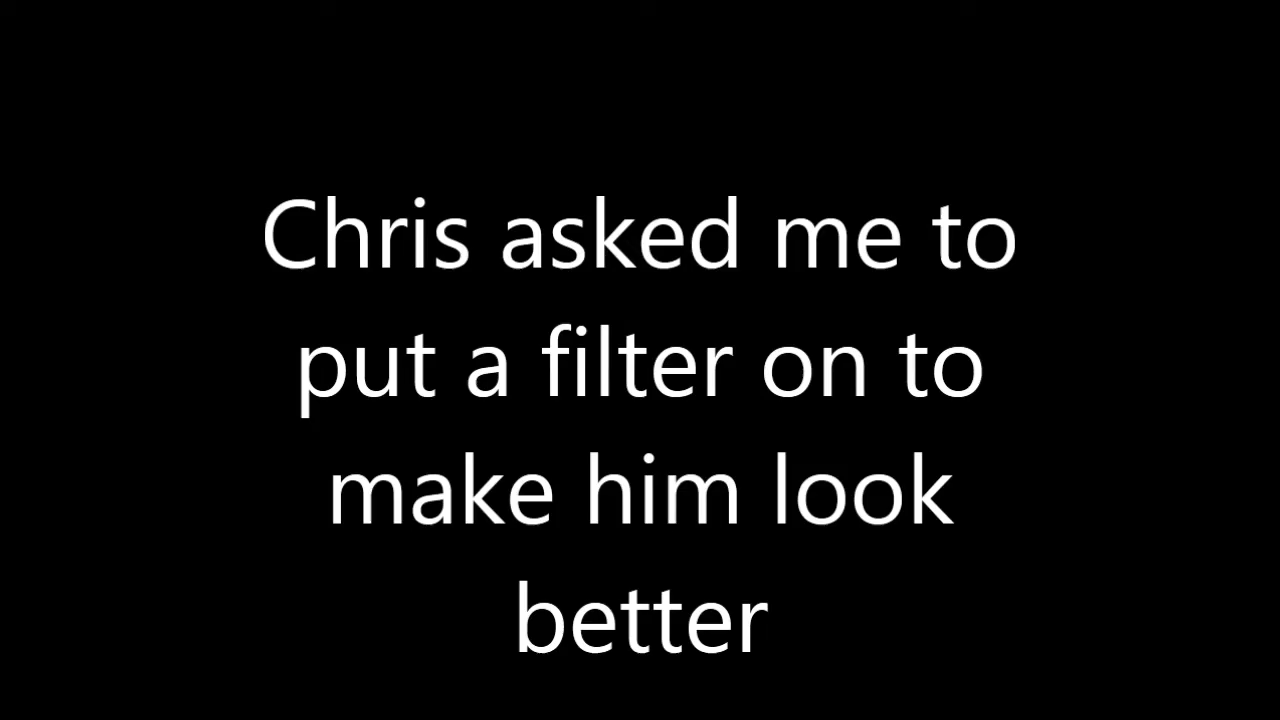 Chris asked me to
put a filter on to
make him look
better